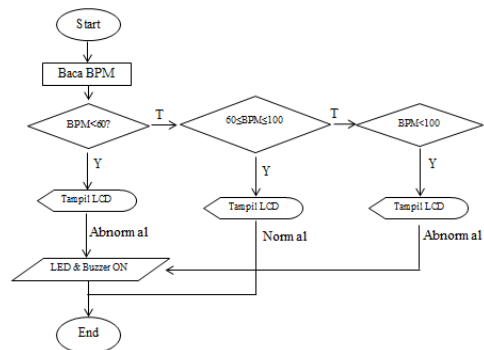 Start
Baca BPM
BPM<60?
T
60≤BPM≤100
T
BPM<100
Y
Y
Y
Tampil LCD
Tampil LCD
Tampil LCD
Abnormal
Normal
Abnormal
LED & Buzzer ON
End